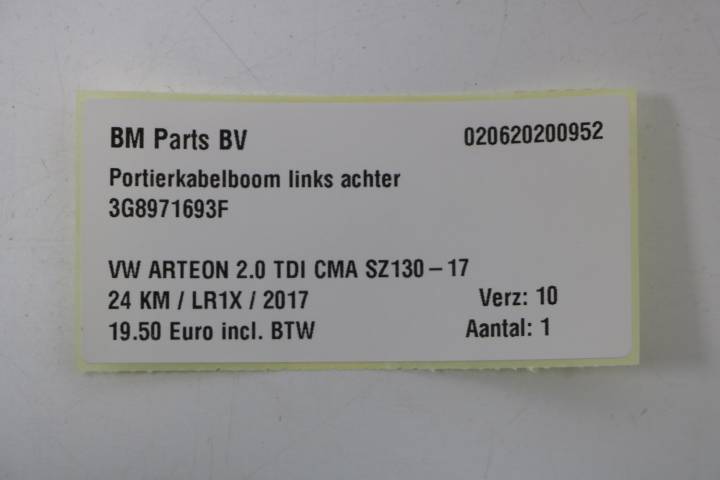 BM Parts BV 020620200952
Portierkabelboom links achter
3G8971693F
VW ARTEON 2.0 TDI CMA SZ130 - 17
24 KM / LR1X / 2017 Verz: 10
19.50 Euro incl. BTW Aantal: 1